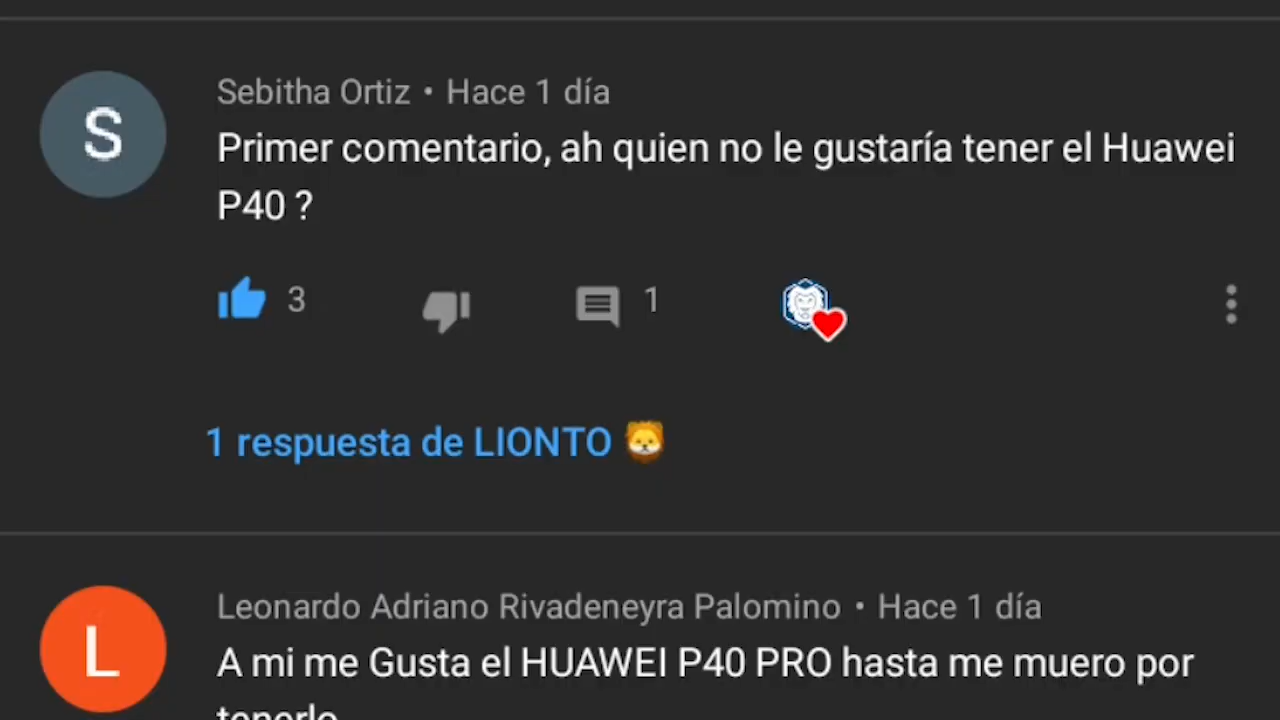 S
Sebitha Ortiz • Hace 1 día
Primer comentario, ah quien no le gustaría tener el Huawei
P40 ?
3
1
1 respuesta de LIONTO 🦁
L
Leonardo Adriano Rivadeneyra Palomino • Hace 1 día
A mi me Gusta el HUAWEI P40 PRO hasta me muero por
tenerlo